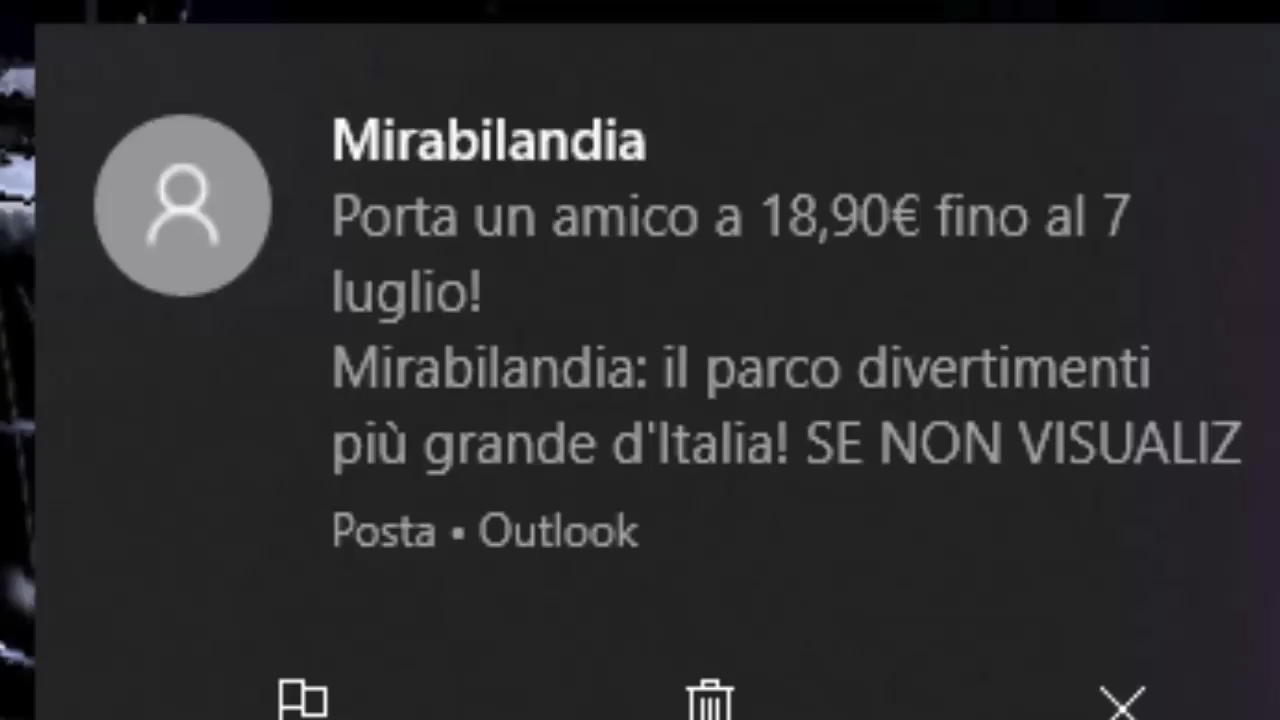 Mirabilandia
Porta un amico a 18,90€ fino al 7
luglio!
Mirabilandia: il parco divertimenti
più grande d'Italia! SE NON VISUALIZ
Posta • Outlook